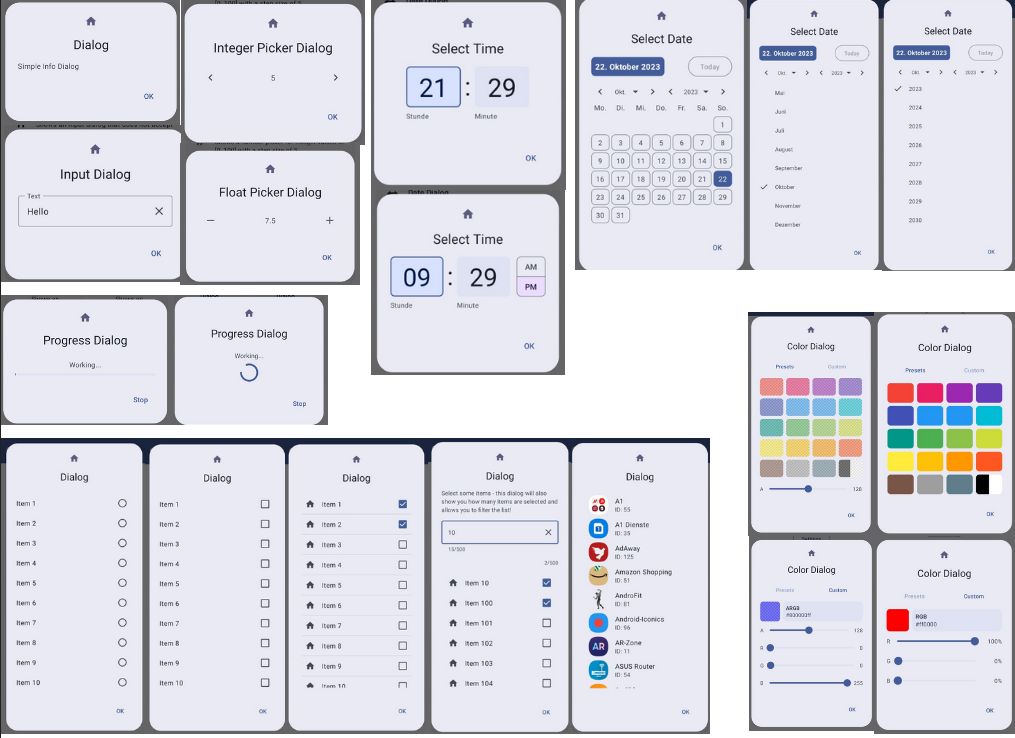 Dialog
Simple Info Dialog
OK
Integer Picker Dialog
5
OK
Input Dialog
Text
Hello
OK
Float Picker Dialog
7.5
OK
Select Time
21 : 29
Stunde Minute
OK
Select Time
09 : 29
AM
PM
Stunde Minute
OK
Select Date
22. Oktober 2023 Today
Okt. 2023
Mo. Di. Mi. Do. Fr. Sa. So.
1
2 3 4 5 6 7 8
9 10 11 12 13 14 15
16 17 18 19 20 21 22
23 24 25 26 27 28 29
30 31
OK
Select Date
22. Oktober 2023 Today
Okt. 2023
Mai
Juni
Juli
August
September
Oktober
November
Dezember
OK
Select Date
22. Oktober 2023 Today
Okt. 2023
2023
2024
2025
2026
2027
2028
2029
2030
OK
Progress Dialog
Working...
Stop
Progress Dialog
Working...
Stop
Color Dialog
Presets Custom
A 128
OK
Color Dialog
Presets Custom
OK
Dialog
Item 1
Item 2
Item 3
Item 4
Item 5
Item 6
Item 7
Item 8
Item 9
Item 10
OK
Dialog
Item 1
Item 2
Item 3
Item 4
Item 5
Item 6
Item 7
Item 8
Item 9
Item 10
OK
Dialog
Item 1
Item 2
Item 3
Item 4
Item 5
Item 6
Item 7
Item 8
Item 9
Item 10
OK
Dialog
Select some items - this dialog will also
show you how many items are selected and
allows you to filter the list!
10
15/500
2/500
Item 10
Item 100
Item 101
Item 102
Item 103
Item 104
OK
Dialog
A1
ID: 55
A1 Dienste
ID: 35
AdAway
ID: 125
Amazon Shopping
ID: 51
AndroFit
ID: 81
Android-Iconics
ID: 96
AR
AR-Zone
ID: 11
ASUS Router
ID: 54
OK
Color Dialog
Presets Custom
ARGB
#800000ff
A 128
R 0
G 0
B 255
OK
Color Dialog
Presets Custom
RGB
#ff0000
R 100%
G 0%
B 0%
OK